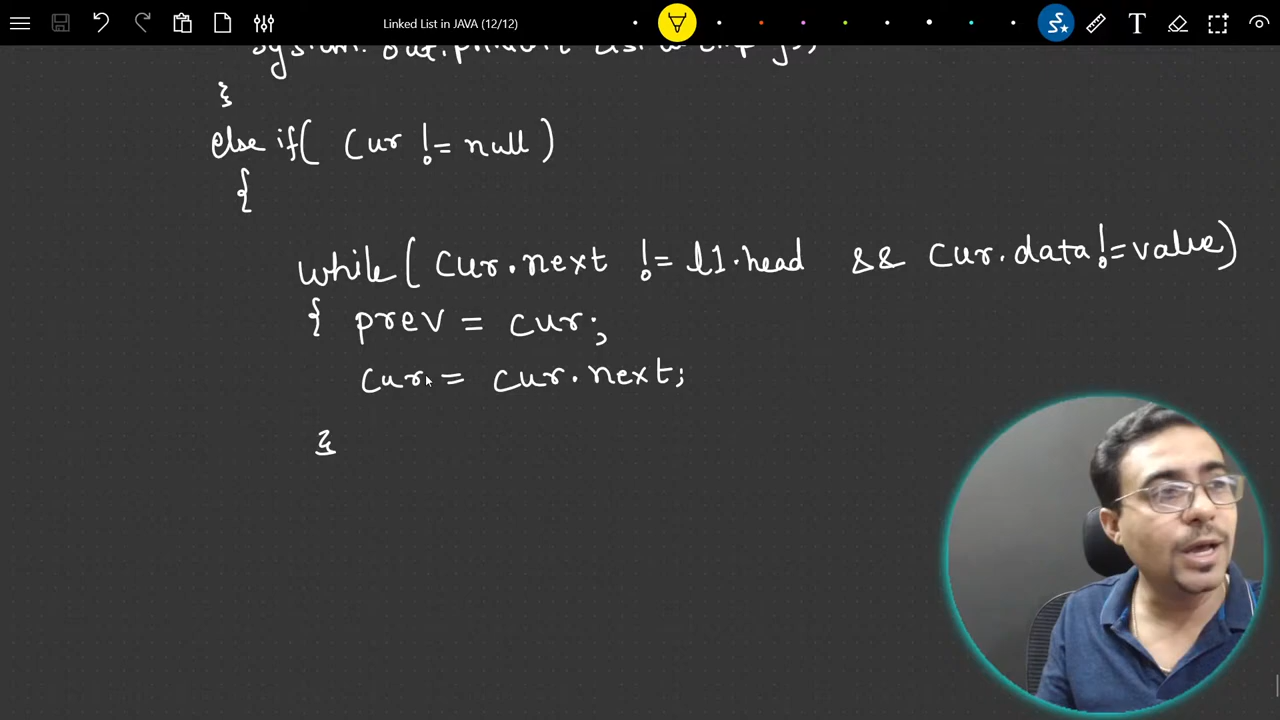 Linked List in JAVA (12/12)
}
else if( cur != null )
{
while( cur.next != l1.head && cur.data != value)
{ prev = cur;
cur = cur.next;
}